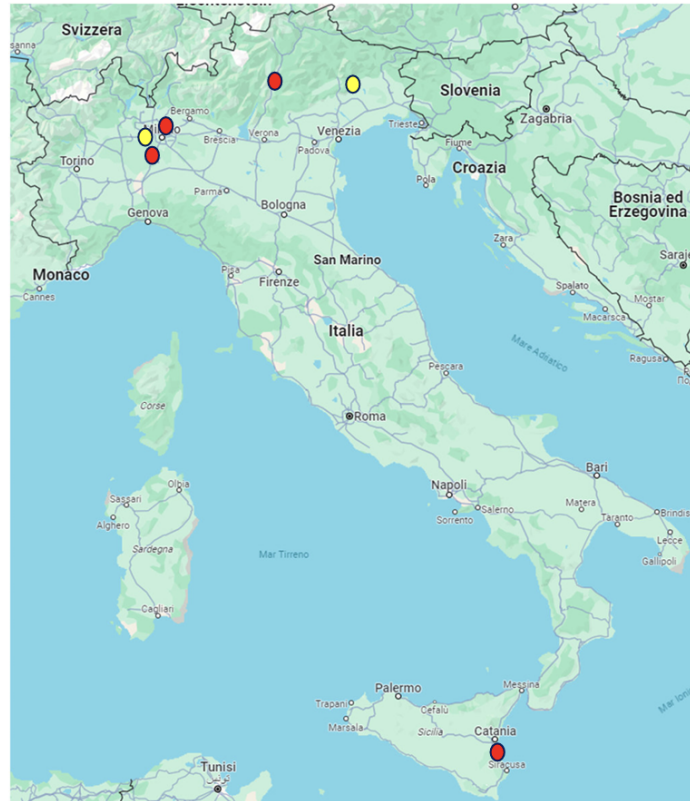 Svizzera
Bergamo
Slovenia
Zagabria
Trieste
Fiume
Torino
Brescia
Verona
Venezia
Padova
Croazia
Pola
Parma
Bologna
Genova
Bosnia ed
Erzegovina
San Marino
Zara
Monaco
Cannes
Pisa
Firenze
Spalato
Mostar
Macarsca
Italia
Mare Adriatico
Ragusa
Pescara
Corse
Roma
Bari
Napoli
Olbia
Sassari
Salerno
Matera
Sorrento
Taranto
Brindis
Alghero
Lecce
Sardegna
Mar Tirreno
Gallipoli
Cagliari
Messina
Palermo
Trapani
Cefalù
Marsala
Sicilia
Catania
Siracusa
Tunisi